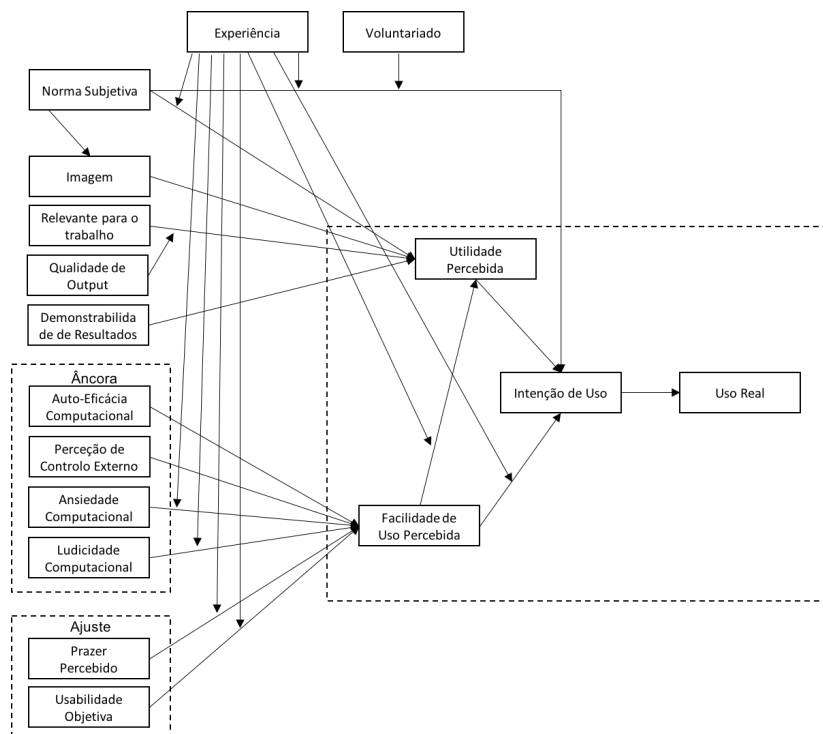 Experiência
Voluntariado
Norma Subjetiva
Imagem
Relevante para o
trabalho
Utilidade
Percebida
Qualidade de
Output
Demonstrabilida
de de Resultados
Âncora
Auto-Eficácia
Computacional
Intenção de Uso
Uso Real
Perceção de
Controlo Externo
Ansiedade
Computacional
Facilidade de
Uso Percebida
Ludicidade
Computacional
Ajuste
Prazer
Percebido
Usabilidade
Objetiva